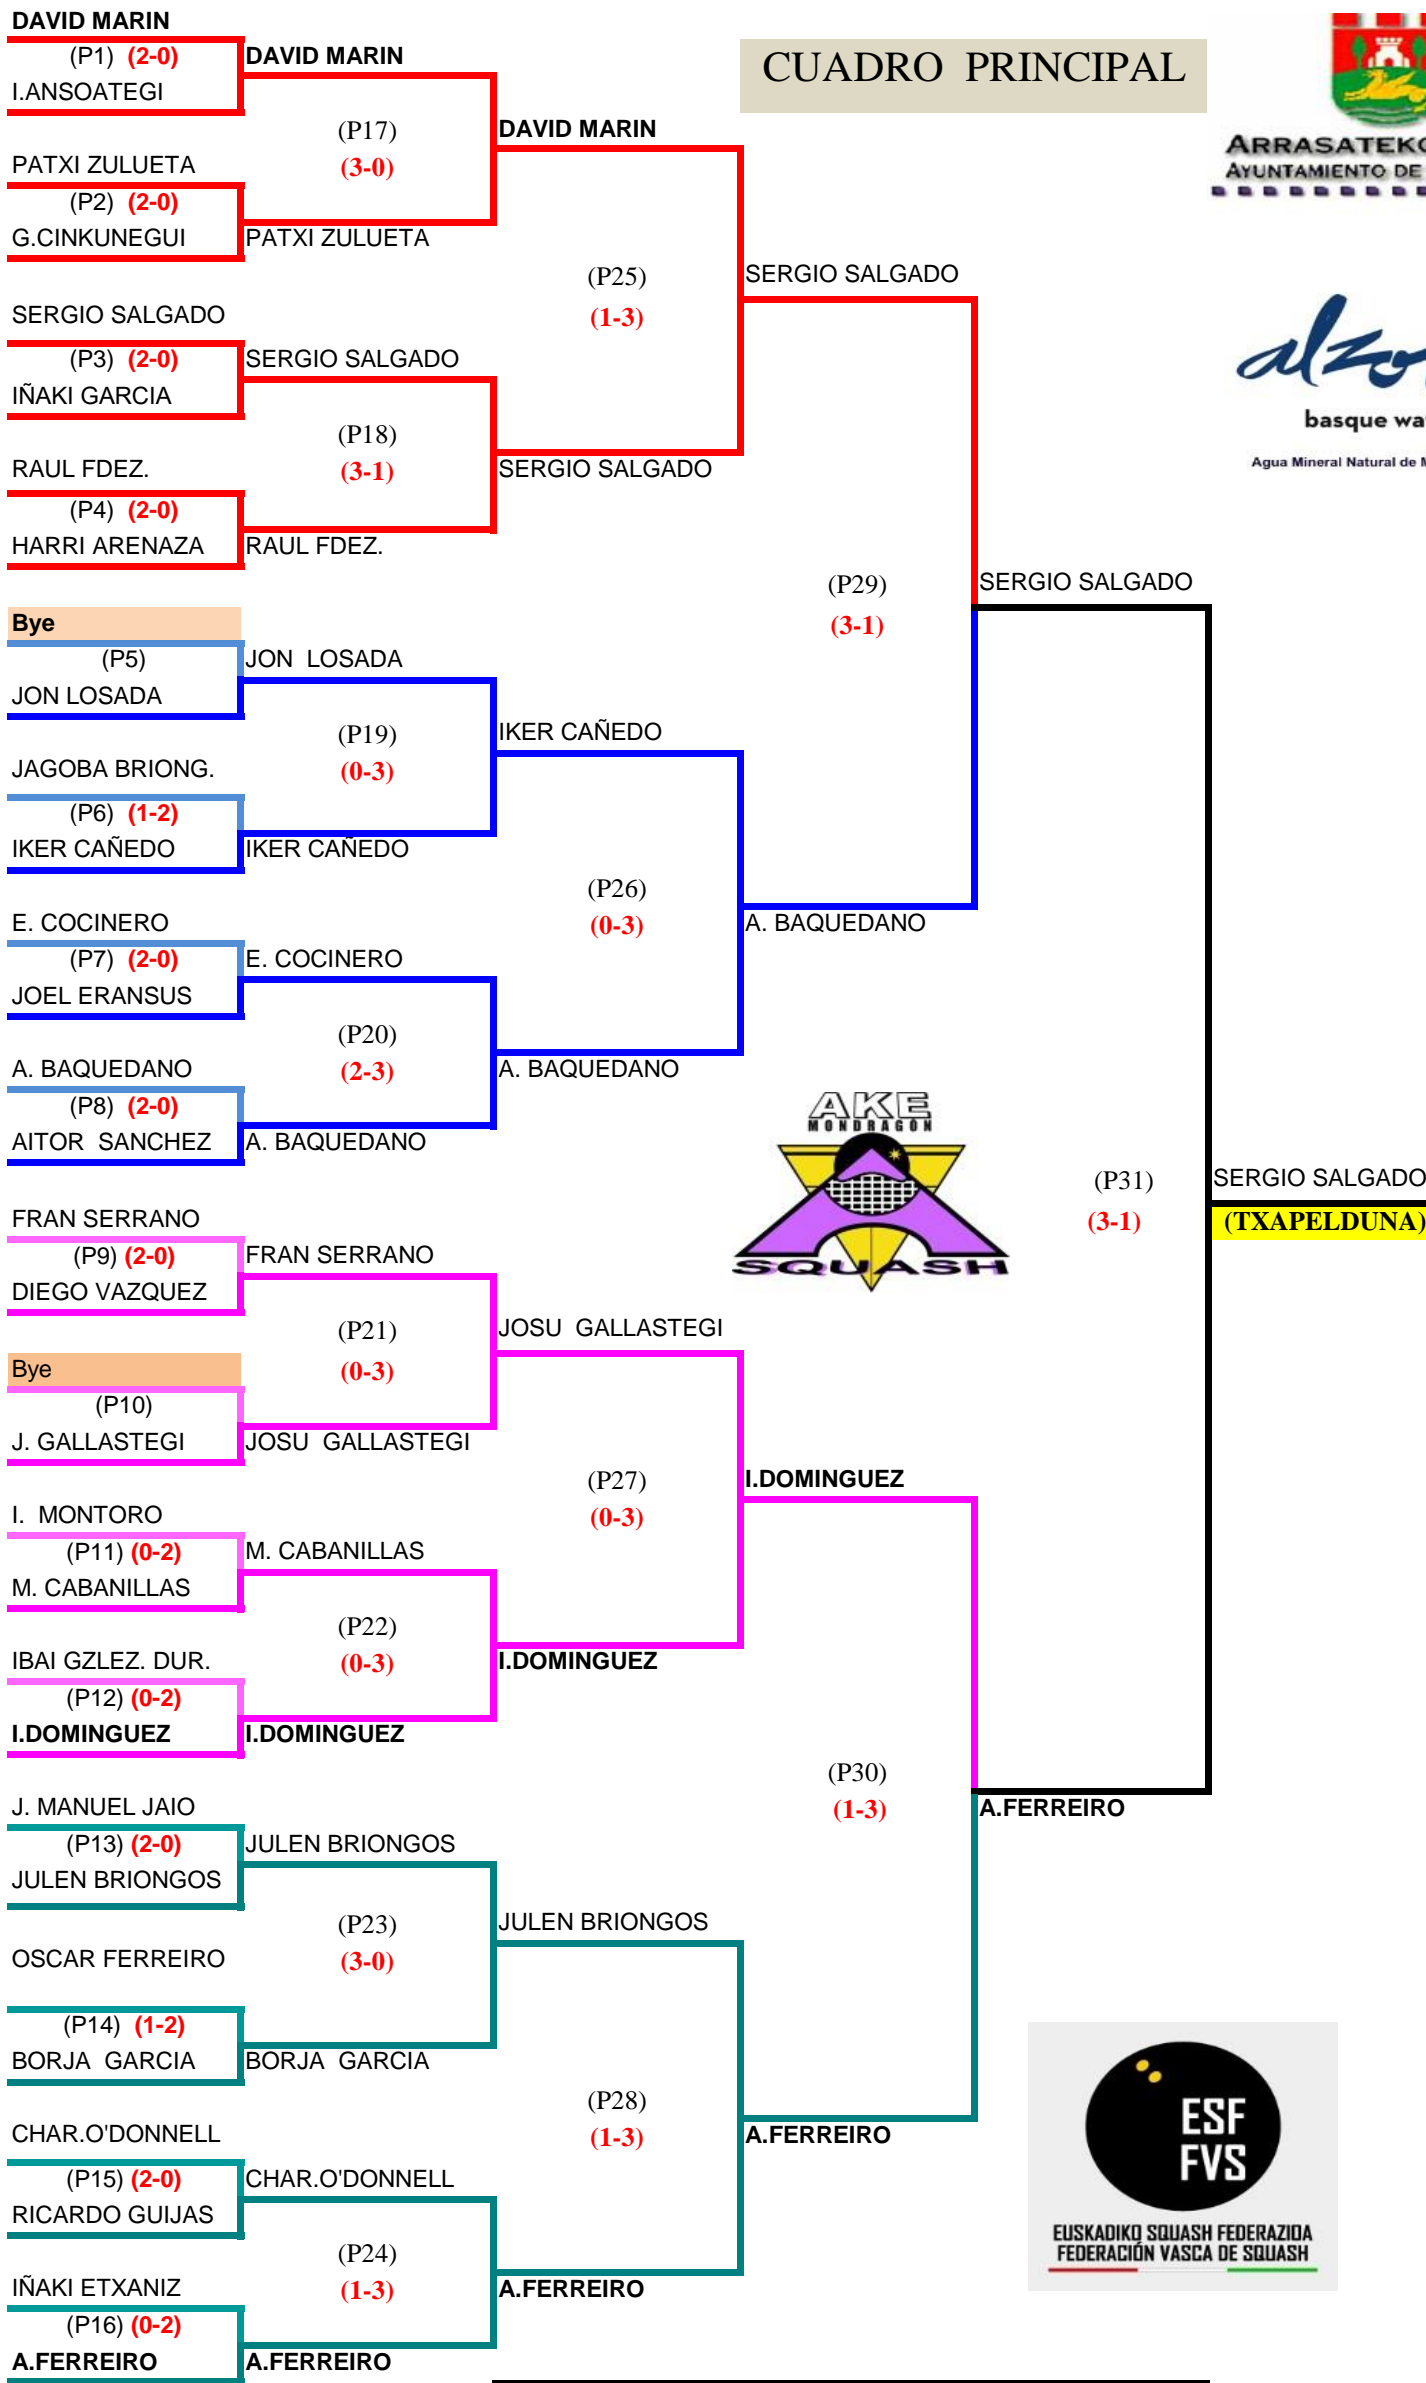 DAVID MARIN
(P1) (2-0)
I.ANSOATEGI
PATXI ZULUETA
(P2) (2-0)
G.CINKUNEGUI
SERGIO SALGADO
(P3) (2-0)
IÑAKI GARCIA
RAUL FDEZ.
(P4) (2-0)
HARRI ARENAZA
Bye
(P5)
JON LOSADA
JAGOBA BRIONG.
(P6) (1-2)
IKER CAÑEDO
E. COCINERO
(P7) (2-0)
JOEL ERANSUS
A. BAQUEDANO
(P8) (2-0)
AITOR SANCHEZ
FRAN SERRANO
(P9) (2-0)
DIEGO VAZQUEZ
Bye
(P10)
J. GALLASTEGI
I. MONTORO
(P11) (0-2)
M. CABANILLAS
IBAI GZLEZ. DUR.
(P12) (0-2)
I.DOMINGUEZ
J. MANUEL JAIO
(P13) (2-0)
JULEN BRIONGOS
OSCAR FERREIRO
(P14) (1-2)
BORJA GARCIA
CHAR.O'DONNELL
(P15) (2-0)
RICARDO GUIJAS
IÑAKI ETXANIZ
(P16) (0-2)
A.FERREIRO
DAVID MARIN
(P17)
(3-0)
PATXI ZULUETA
SERGIO SALGADO
(P18)
(3-1)
RAUL FDEZ.
JON LOSADA
(P19)
(0-3)
IKER CAÑEDO
E. COCINERO
(P20)
(2-3)
A. BAQUEDANO
FRAN SERRANO
(P21)
(0-3)
JOSU GALLASTEGI
M. CABANILLAS
(P22)
(0-3)
I.DOMINGUEZ
JULEN BRIONGOS
(P23)
(3-0)
BORJA GARCIA
CHAR.O'DONNELL
(P24)
(1-3)
A.FERREIRO
DAVID MARIN
(P25)
(1-3)
SERGIO SALGADO
IKER CAÑEDO
(P26)
(0-3)
A. BAQUEDANO
JOSU GALLASTEGI
(P27)
(0-3)
I.DOMINGUEZ
JULEN BRIONGOS
(P28)
(1-3)
A.FERREIRO
CUADRO PRINCIPAL
SERGIO SALGADO
(P29)
(3-1)
A. BAQUEDANO
AKE
MONDRAGON
SQUASH
I.DOMINGUEZ
(P30)
(1-3)
A.FERREIRO
SERGIO SALGADO
(P31)
(3-1)
A.FERREIRO
SERGIO SALGADO
(TXAPELDUNA)
AYUNTAMIENTO DE
basque
Agua Mineral Natural de
ESF
FVS
EUSKADIKO SQUASH FEDERAZIOA
FEDERACIÓN VASCA DE SQUASH